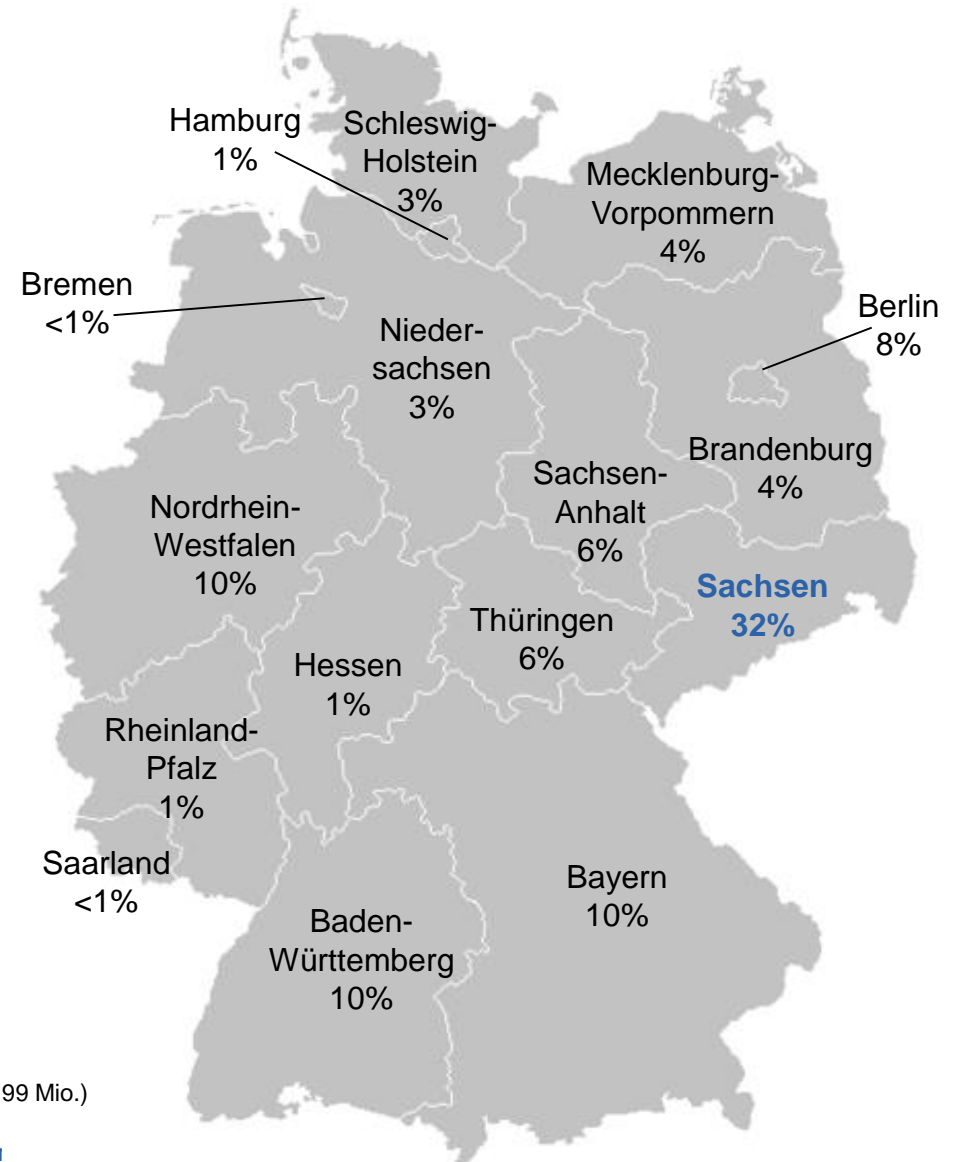 Hamburg
1%
Schleswig-
Holstein
3%
Mecklenburg-
Vorpommern
4%
Bremen
<1%
Berlin
8%
Nieder-
sachsen
3%
Brandenburg
4%
Sachsen-
Anhalt
6%
Nordrhein-
Westfalen
10%
Sachsen
32%
Thüringen
6%
Hessen
1%
Rheinland-
Pfalz
1%
Saarland
<1%
Bayern
10%
Baden-
Württemberg
10%
99 Mio.)